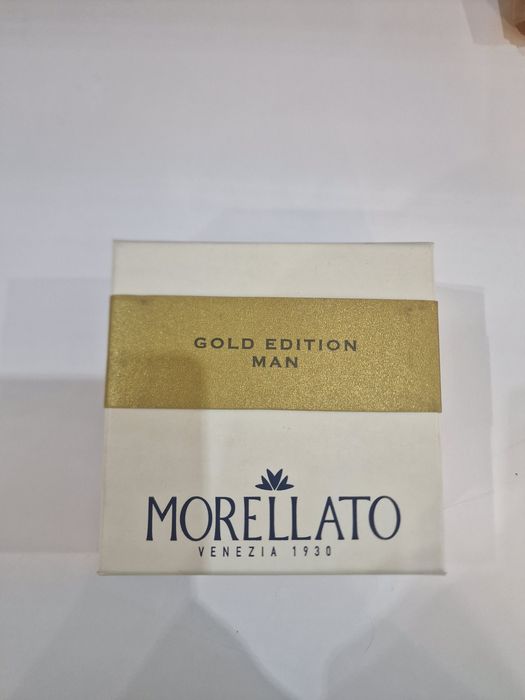 GOLD EDITION
MAN
MORELLATO
VENEZIA 1930